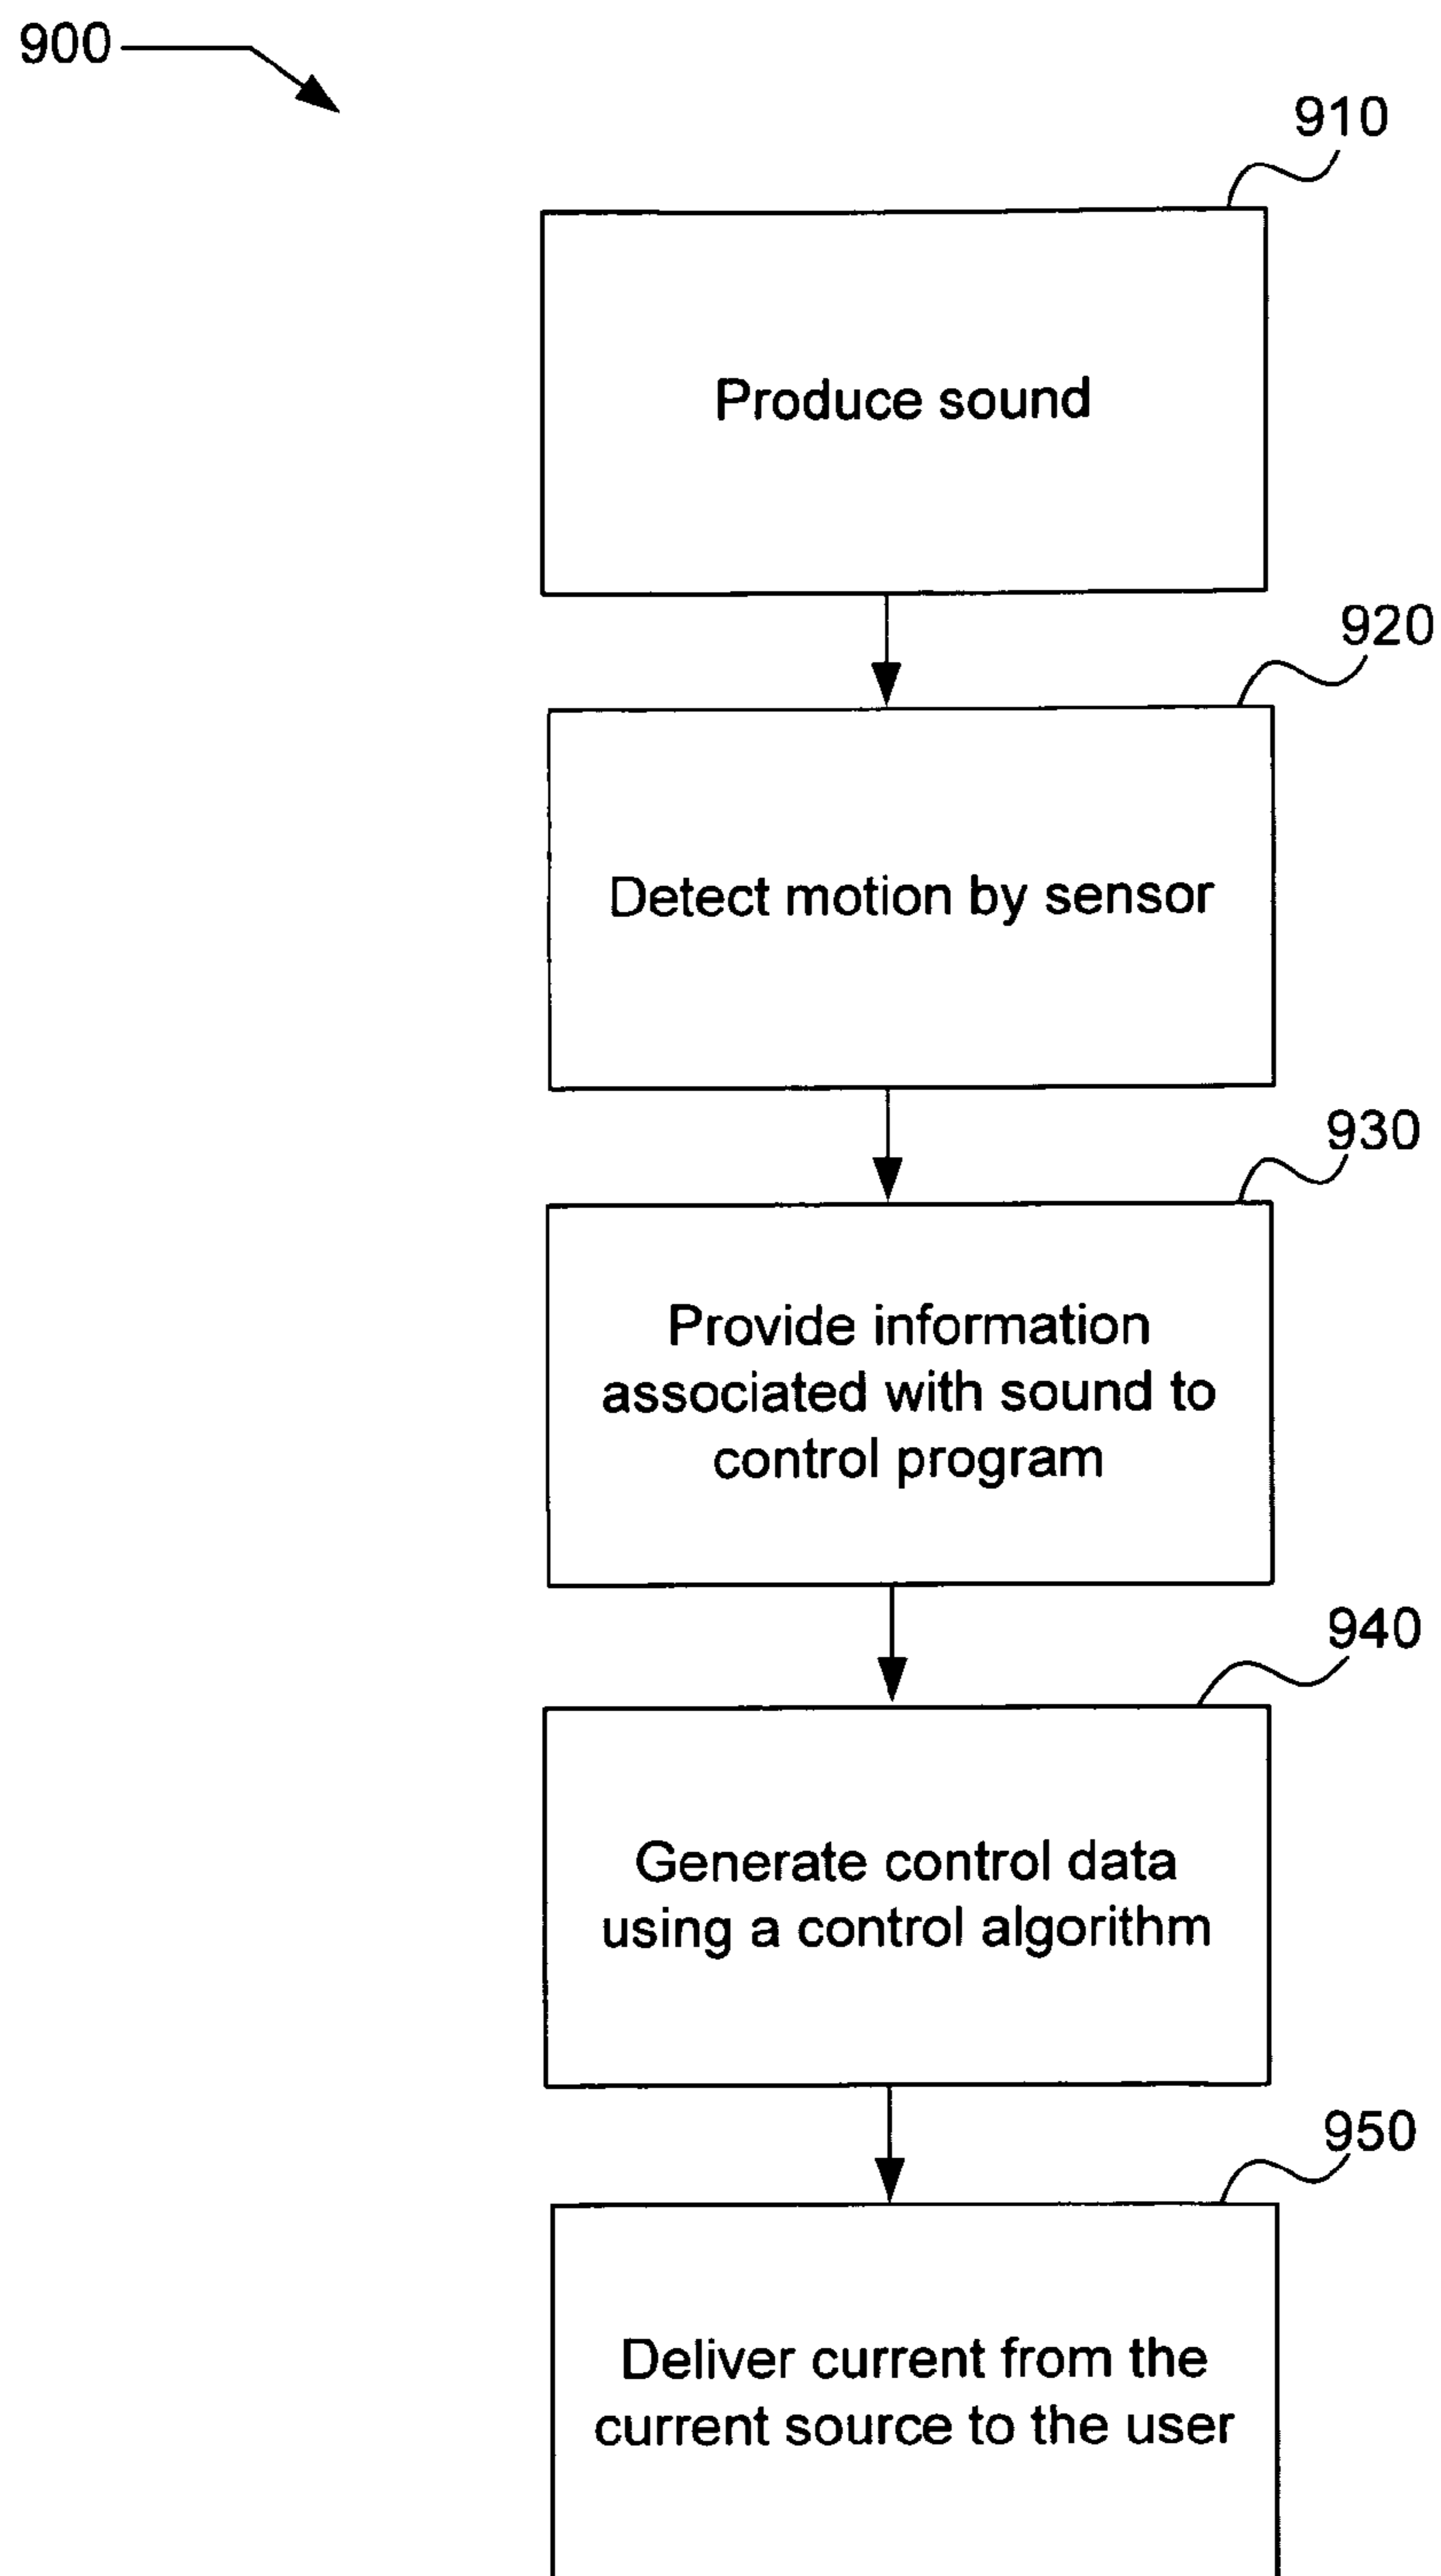 900
910
Produce sound
920
Detect motion by sensor
930
Provide information
associated with sound to
control program
940
Generate control data
using a control algorithm
950
Deliver current from the
current source to the user